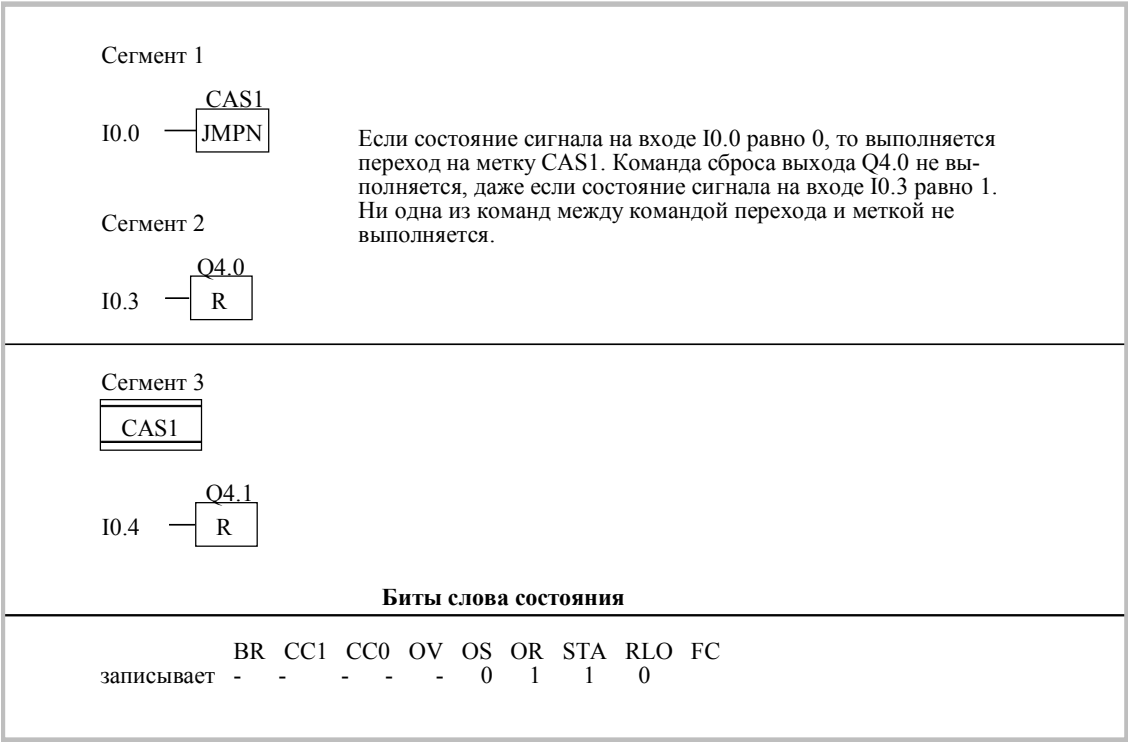 Сегмент 1
CAS1
I0.0 JMPN
Если состояние сигнала на входе I0.0 равно 0, то выполняется
переход на метку CAS1. Команда сброса выхода Q4.0 не вы-
полняется, даже если состояние сигнала на входе I0.3 равно 1.
Ни одна из команд между командой перехода и меткой не
выполняется.
Сегмент 2
Q4.0
I0.3 R
Сегмент 3
CAS1
Q4.1
I0.4 R
Биты слова состояния
BR CC1 CC0 OV OS OR STA RLO FC
записывает - - - - - 0 1 1 0